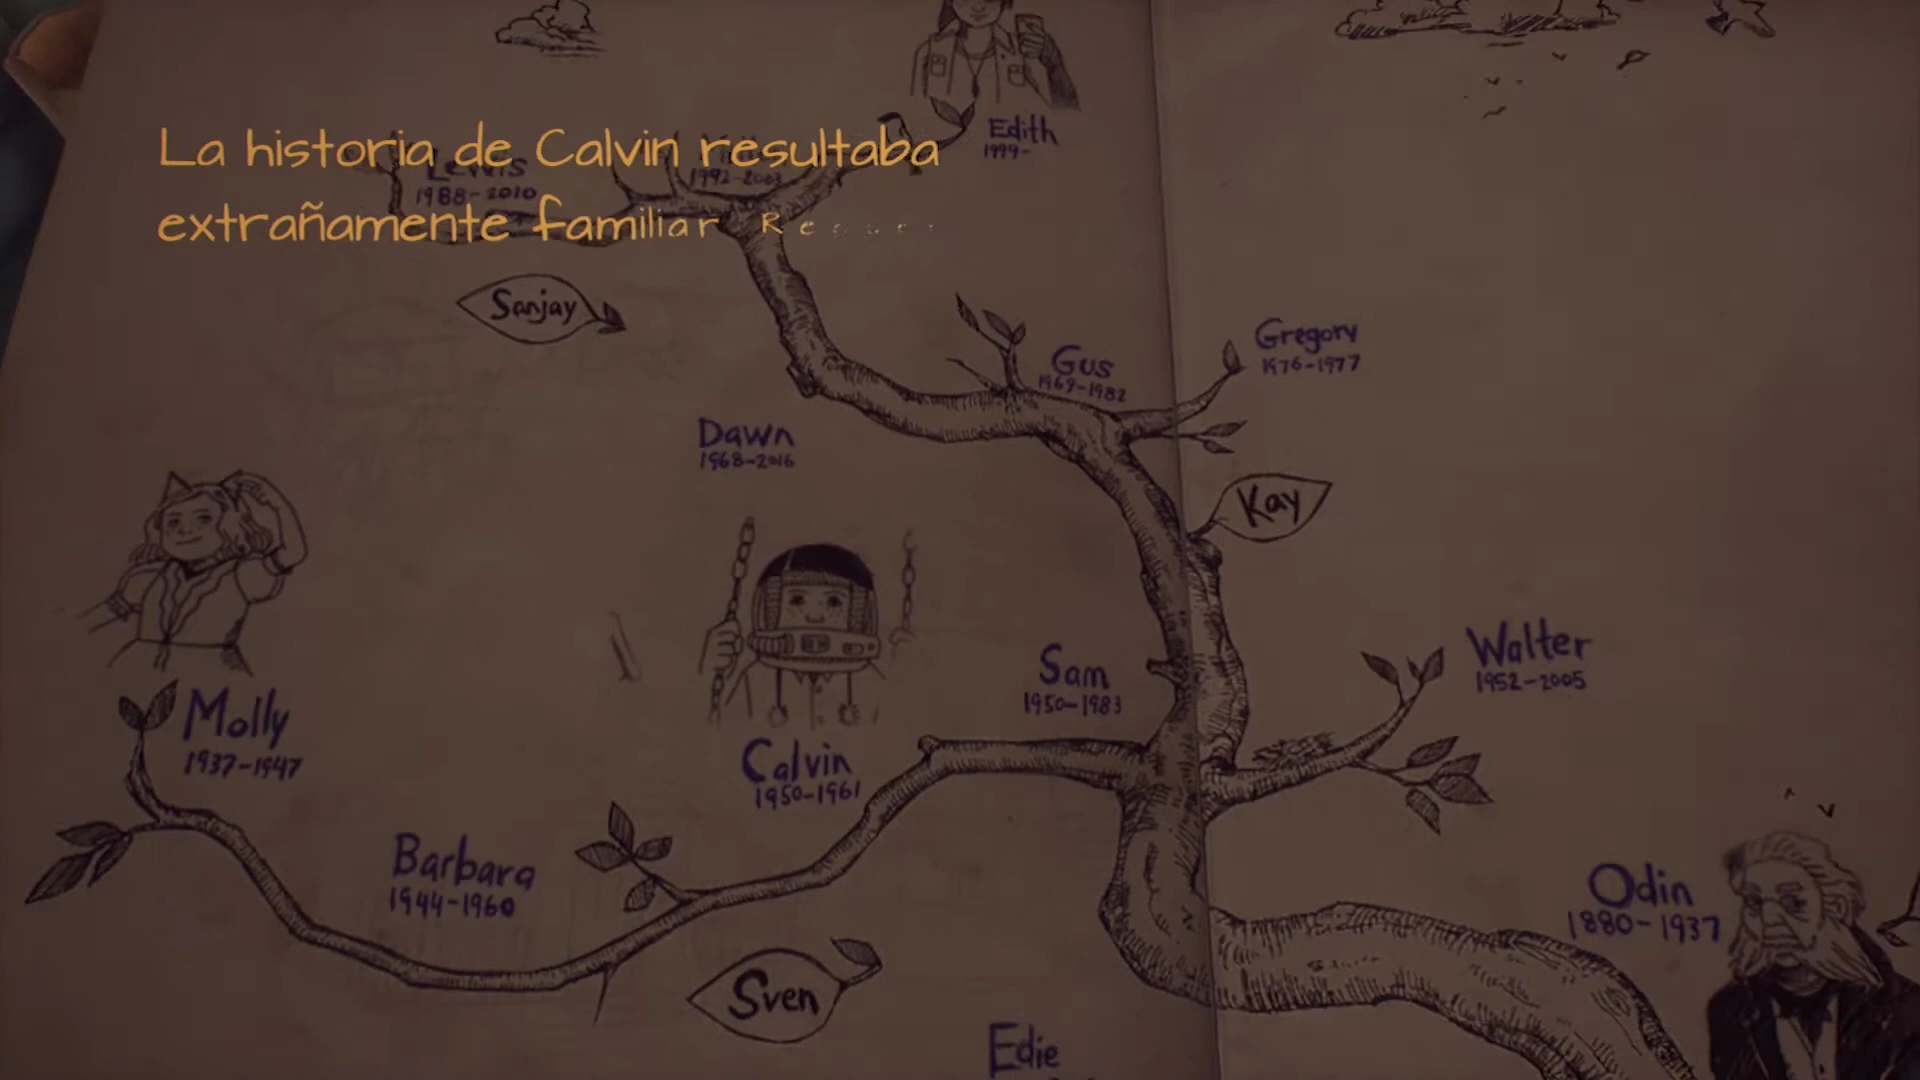 Edith
1999-
La historia de Calvin resultaba
extrañamente familiar
Lewis
1988-2010
1992-2003
Sanjay
Gregory
1976-1977
Gus
1969-1982
Dawn
1968-2016
Kay
Walter
1952-2005
Sam
1950-1983
Molly
1937-1947
Calvin
1950-1961
Barbara
1944-1960
Odin
1880-1937
Sven
Edie